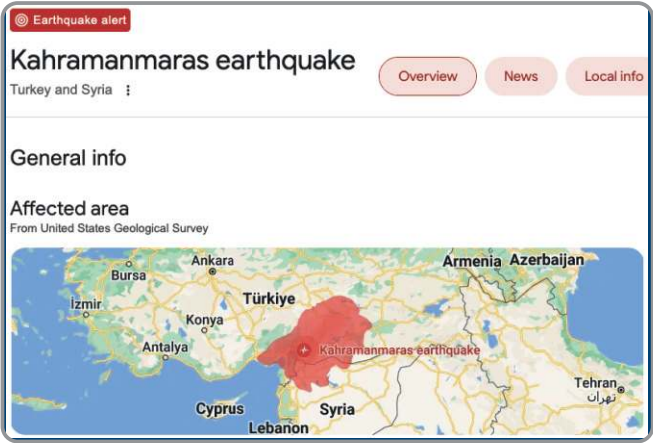 Earthquake alert
Kahramanmaras earthquake
Turkey and Syria
Overview
News
Local info
General info
Affected area
From United States Geological Survey
Ankara
Armenia
Azerbaijan
Bursa
İzmir
Türkiye
Konya
Antalya
Kahramanmaras earthquake
Tehran
تهران
Cyprus
Syria
Lebanon